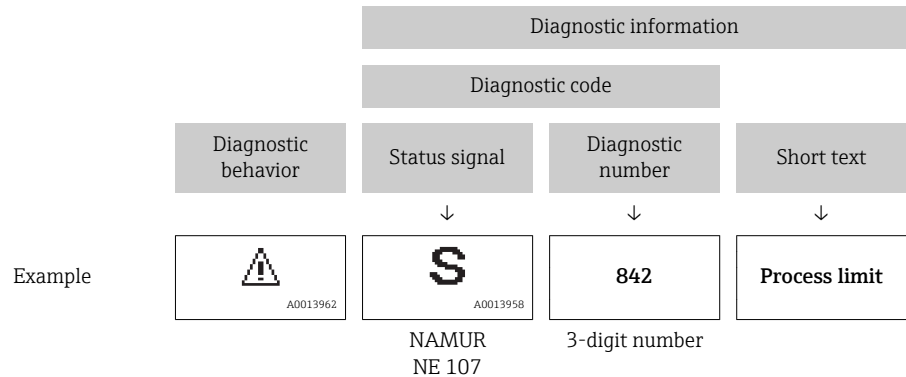 Diagnostic information
Diagnostic code
Diagnostic
behavior
Status signal
Diagnostic
number
Short text
↓
↓
↓
Example
A0013962
S
A0013958
842
Process limit
NAMUR
NE 107
3-digit number